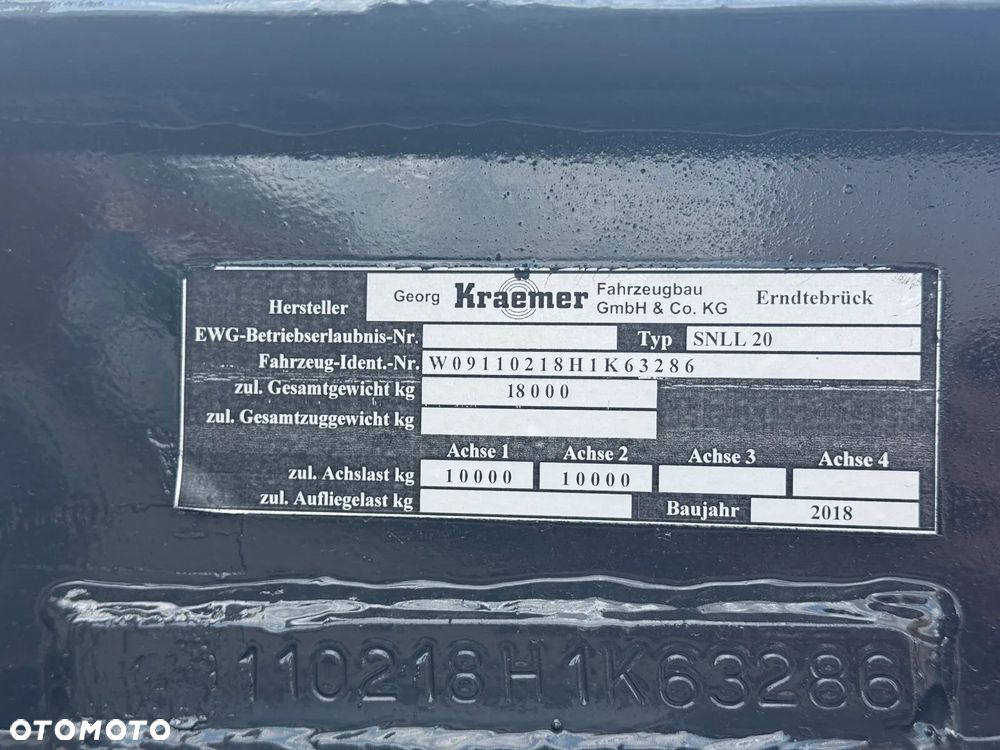 Hersteller Georg Kraemer Fahrzeugbau GmbH & Co. KG Erndtebrück
EWG-Betriebserlaubnis-Nr. Typ SNLL 20
Fahrzeug-Ident.-Nr. W09110218H1K63286
zul. Gesamtgewicht kg 18000
zul. Gesamtzuggewicht kg
Achse 1 Achse 2 Achse 3 Achse 4
zul. Achslast kg 10000 10000
zul. Aufliegelast kg Baujahr 2018
110218H1K63286
OTOMOTO